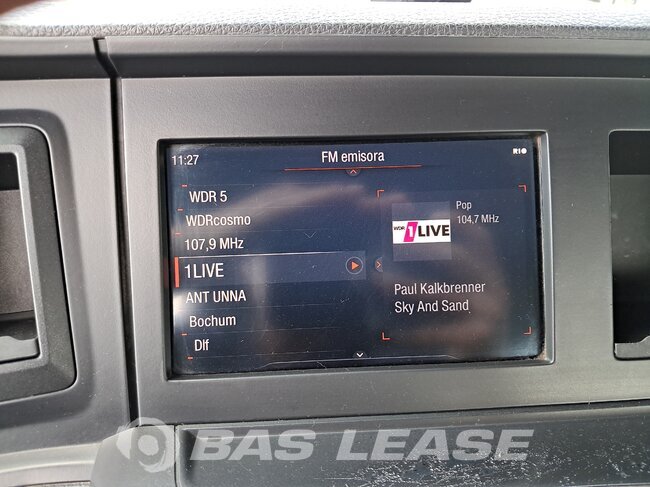 11:27
FM emisora
RIO
WDR 5
WDRcosmo
107,9 MHz
1LIVE
ANT UNNA
Bochum
Dlf
Pop
104,7 MHz
WDR 1LIVE
Paul Kalkbrenner
Sky And Sand
BAS LEASE